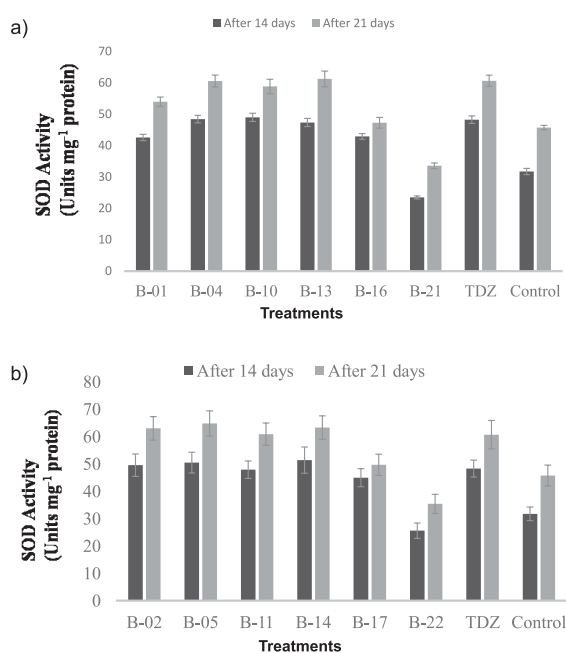 a)
After 14 days After 21 days
70
60
50
40
30
20
10
0
SOD Activity
(Units mg⁻¹ protein)
B-01 B-04 B-10 B-13 B-16 B-21 TDZ Control
Treatments
b)
After 14 days After 21 days
80
70
60
50
40
30
20
10
0
SOD Activity
(Units mg⁻¹ protein)
B-02 B-05 B-11 B-14 B-17 B-22 TDZ Control
Treatments